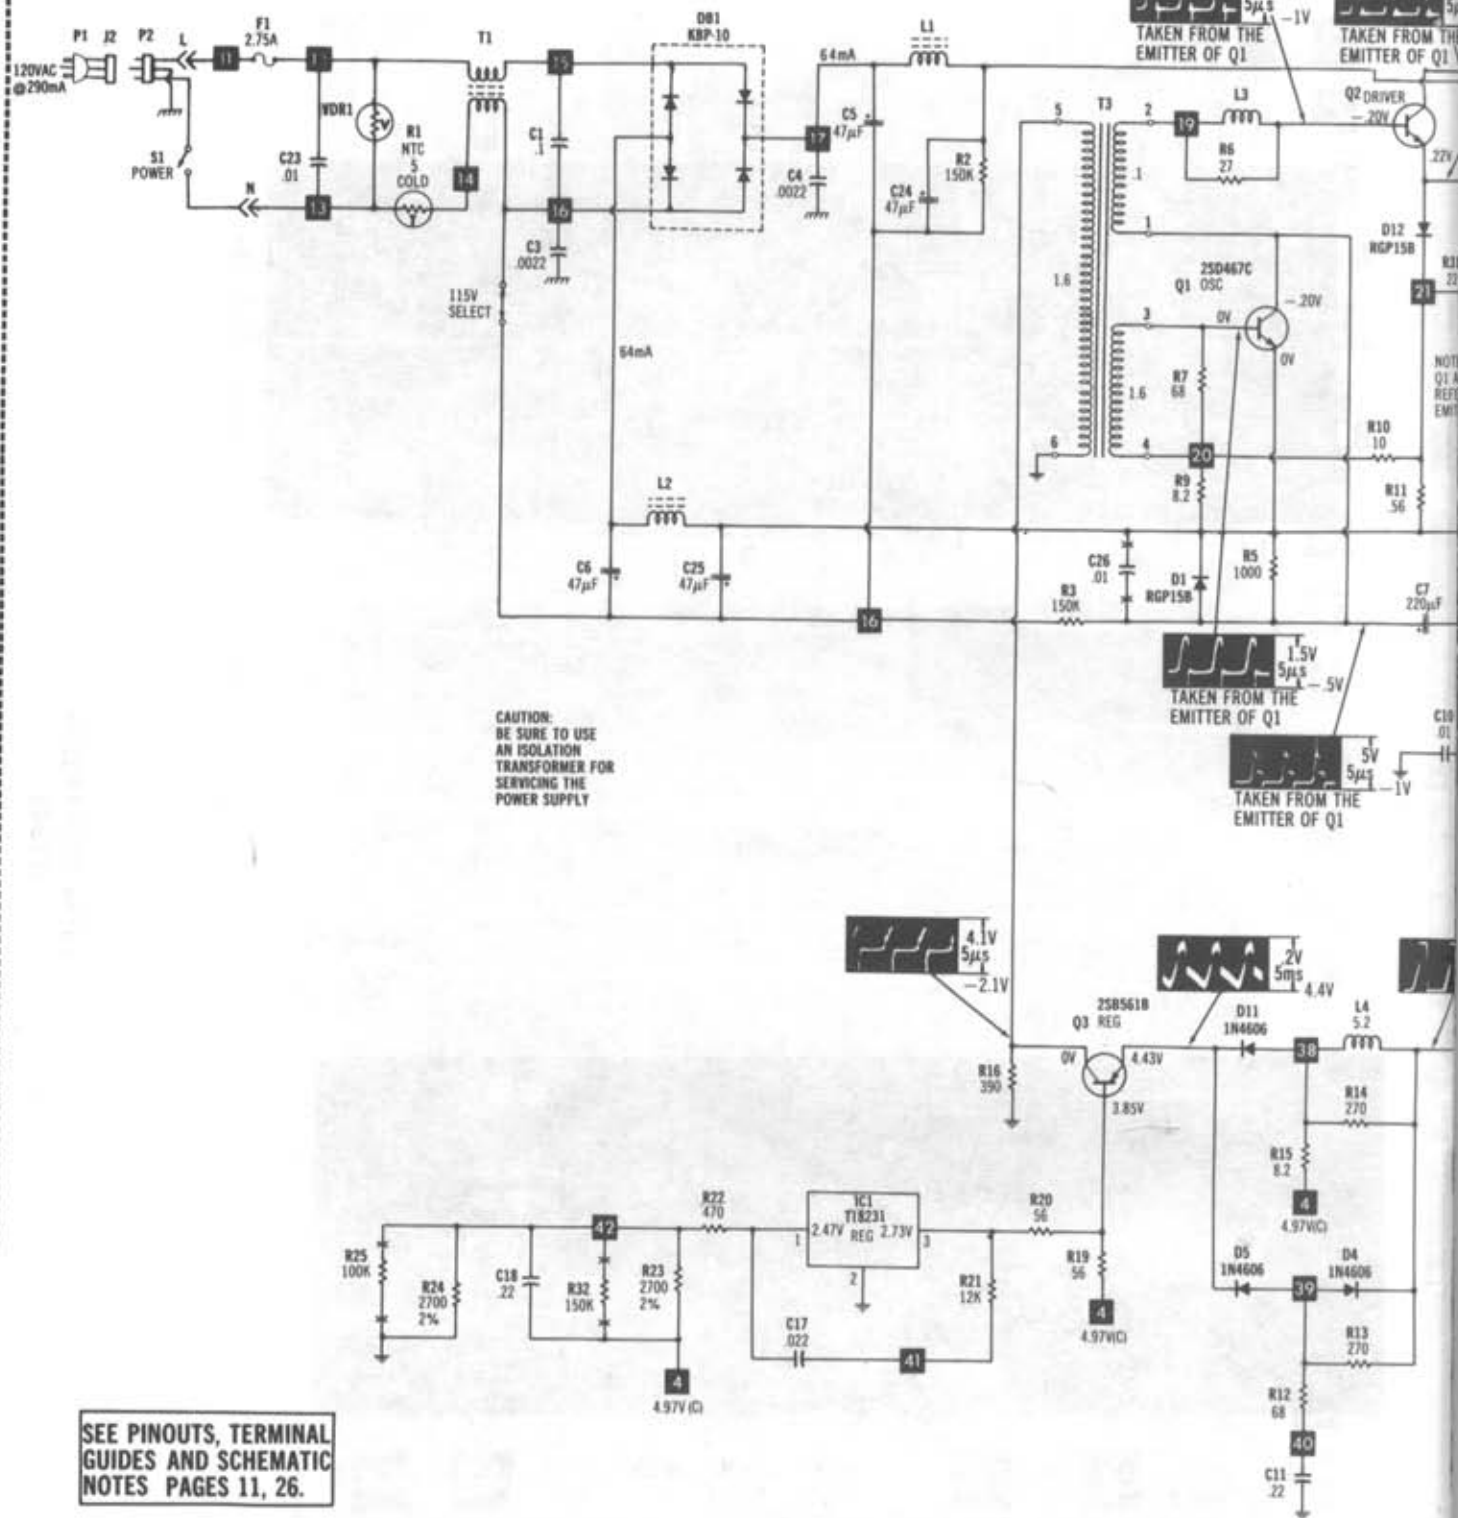 5µs
-1V
TAKEN FROM THE
EMITTER OF Q1
TAKEN FROM TH
EMITTER OF Q1
P1
J2
P2
L
F1
2.75A
11
120VAC
@290mA
S1
POWER
N
C23
.01
13
VDR1
R1
NTC
5
COLD
14
T1
15
C1
.1
16
C3
.0022
DB1
KBP-10
115V
SELECT
64mA
64mA
17
C4
.0022
C5
47µF
L1
C24
47µF
R2
150K
5
T3
2
19
L3
R6
27
.1
1
Q2 DRIVER
-.20V
.22V
D12
RGP15B
21
1.6
2SD467C
Q1 OSC
-.20V
0V
0V
3
R7
68
1.6
6
4
20
R9
8.2
R10
10
R11
.56
L2
C6
47µF
C25
47µF
16
R3
150K
C26
.01
D1
RGP15B
R5
1000
C7
220µF
1.5V
5µs
-.5V
TAKEN FROM THE
EMITTER OF Q1
5V
5µs
-1V
TAKEN FROM THE
EMITTER OF Q1
C10
.01
CAUTION:
BE SURE TO USE
AN ISOLATION
TRANSFORMER FOR
SERVICING THE
POWER SUPPLY
4.1V
5µs
-2.1V
.2V
5ms
4.4V
2SB561B
Q3 REG
0V
4.43V
3.85V
R16
390
D11
1N4606
38
L4
5.2
R14
270
R15
8.2
4
4.97V(C)
R25
100K
R24
2700
2%
C18
.22
42
R32
150K
R23
2700
2%
4
4.97V (C)
R22
470
IC1
TI8231
1
2.47V
REG
2.73V
3
2
C17
.022
41
R21
12K
R20
56
R19
56
4
4.97V(C)
D5
1N4606
39
D4
1N4606
R13
270
R12
68
40
C11
.22
SEE PINOUTS, TERMINAL
GUIDES AND SCHEMATIC
NOTES PAGES 11, 26.